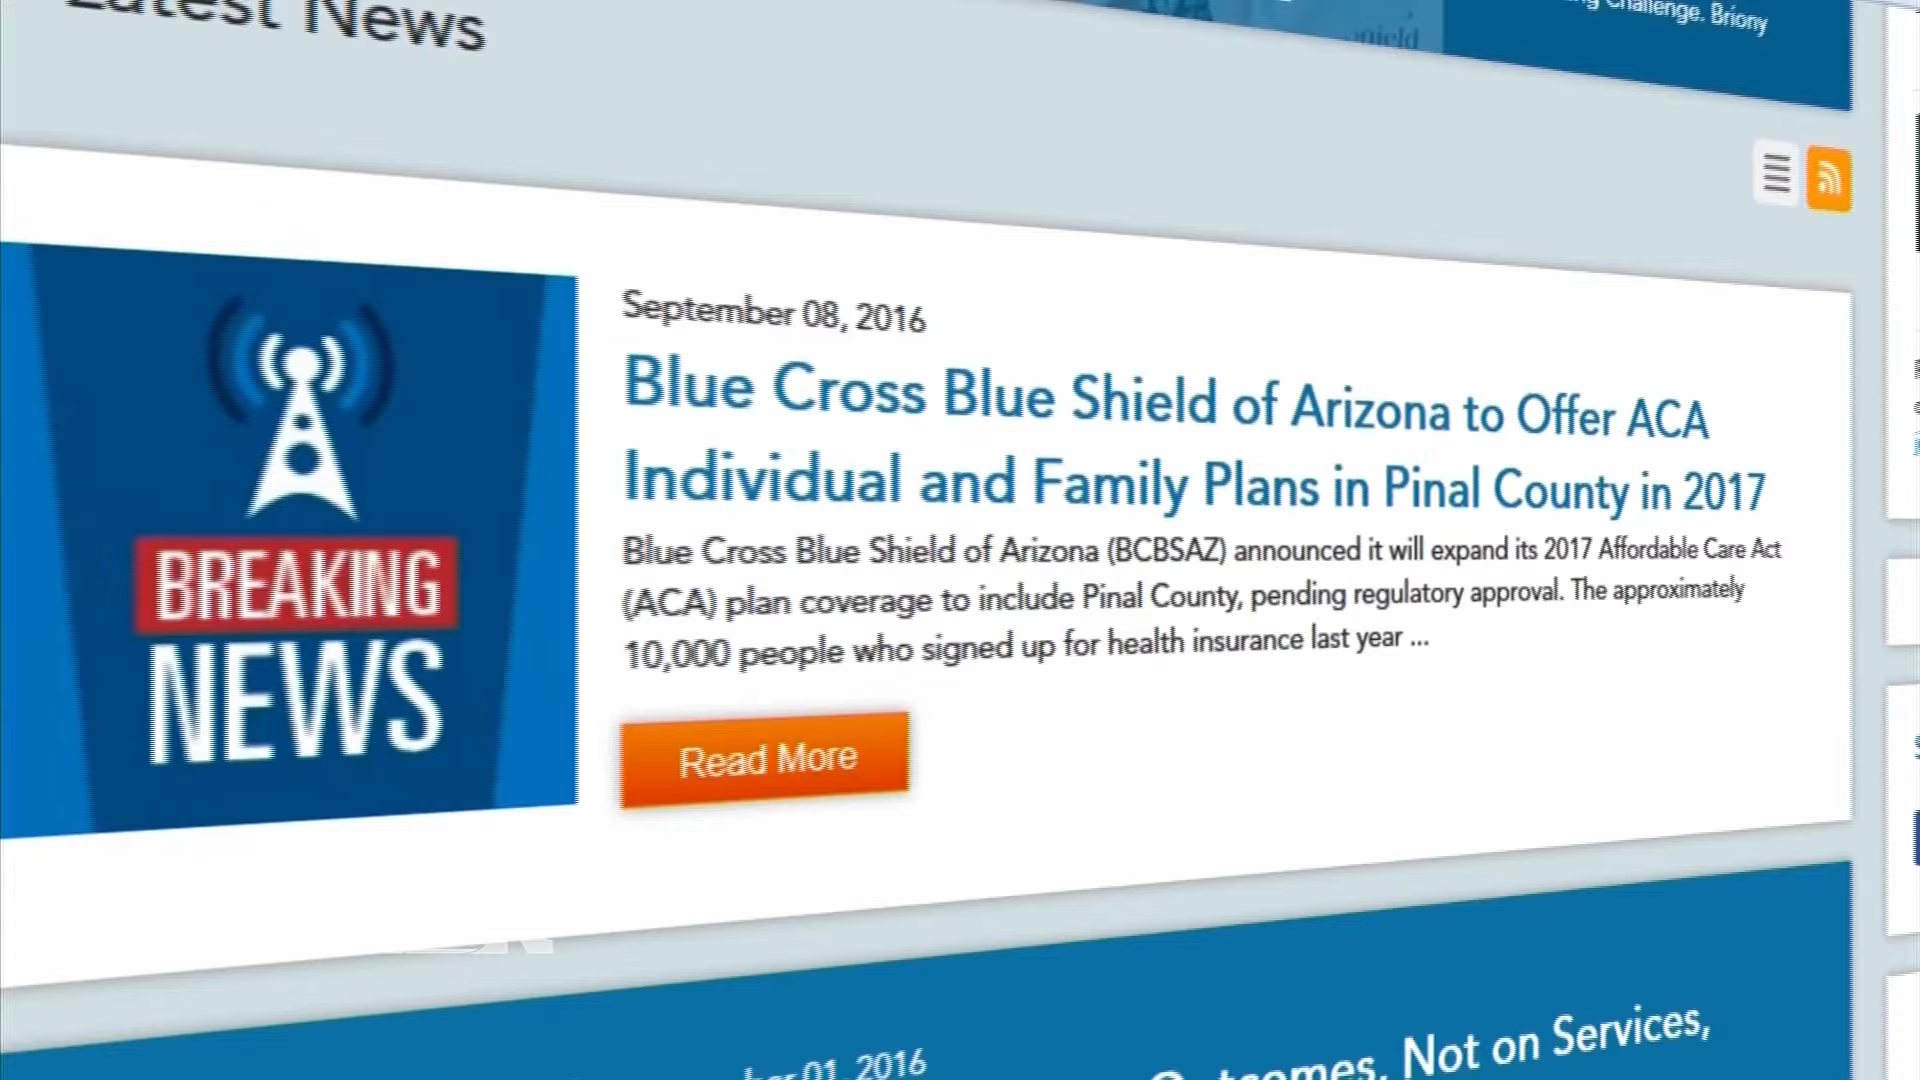 Latest News
Challenge. Briony
September 08, 2016
Blue Cross Blue Shield of Arizona to Offer ACA
Individual and Family Plans in Pinal County in 2017
Blue Cross Blue Shield of Arizona (BCBSAZ) announced it will expand its 2017 Affordable Care Act
(ACA) plan coverage to include Pinal County, pending regulatory approval. The approximately
10,000 people who signed up for health insurance last year ...
BREAKING
NEWS
Read More
01, 2016
Outcomes, Not on Services,